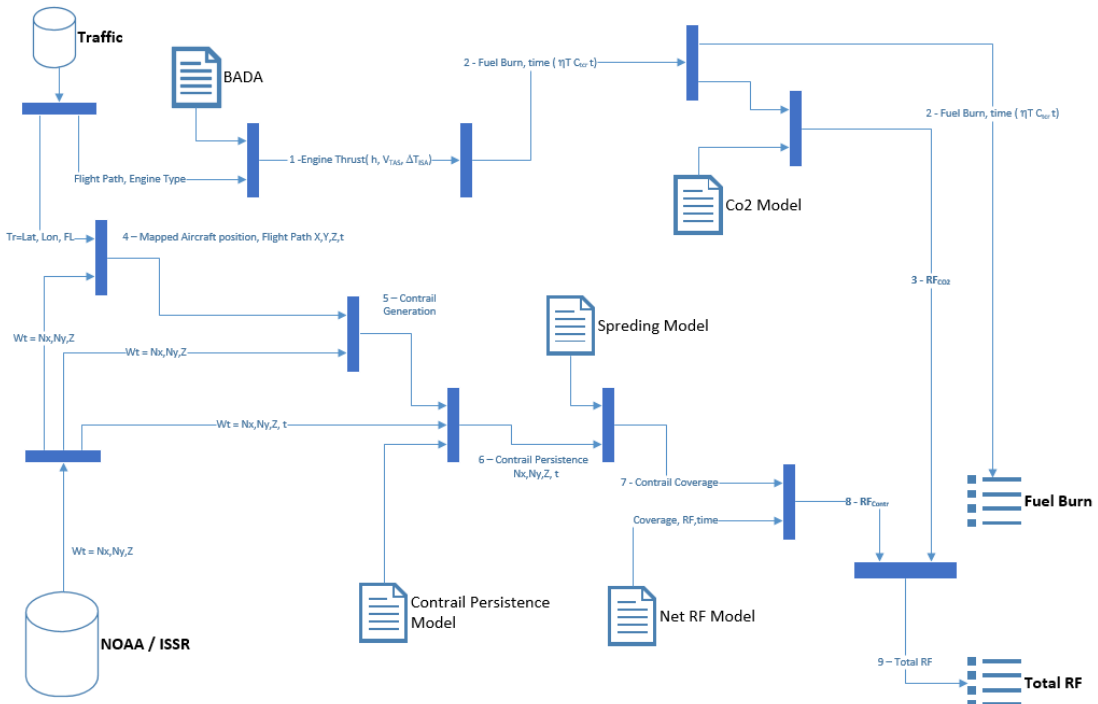 Traffic
BADA
2 - Fuel Burn, time ( ηT Cscr t)
2 - Fuel Burn, time ( ηT Cscr t)
1 -Engine Thrust( h, VTAS, ΔTISA)
Flight Path, Engine Type
Co2 Model
Tr=Lat, Lon, FL
4 – Mapped Aircraft position, Flight Path X,Y,Z,t
3 - RFCO2
5 – Contrail
Generation
Spreding Model
Wt = Nx,Ny,Z
Wt = Nx,Ny,Z
Wt = Nx,Ny,Z, t
6 – Contrail Persistence
Nx,Ny,Z, t
7 - Contrail Coverage
8 - RFContr
Fuel Burn
Coverage, RF,time
Wt = Nx,Ny,Z
Contrail Persistence
Model
Net RF Model
NOAA / ISSR
9 – Total RF
Total RF